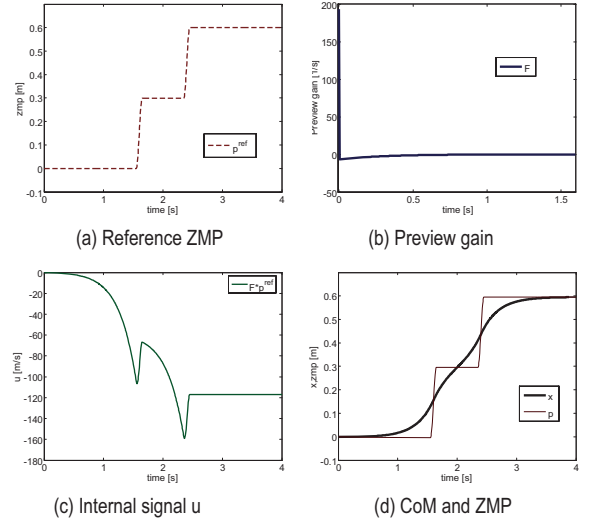 0.6
0.5
0.4
0.3
0.2
0.1
0
-0.1
zmp [m]
p^ref
0 1 2 3 4
time [s]
(a) Reference ZMP
200
150
100
50
0
-50
Preview gain [1/s]
F
0 0.5 1 1.5
time [s]
(b) Preview gain
0
-20
-40
-60
-80
-100
-120
-140
-160
-180
u [m/s]
F*p^ref
0 1 2 3 4
time [s]
(c) Internal signal u
0.6
0.5
0.4
0.3
0.2
0.1
0
-0.1
x,zmp [m]
x
p
0 1 2 3 4
time [s]
(d) CoM and ZMP